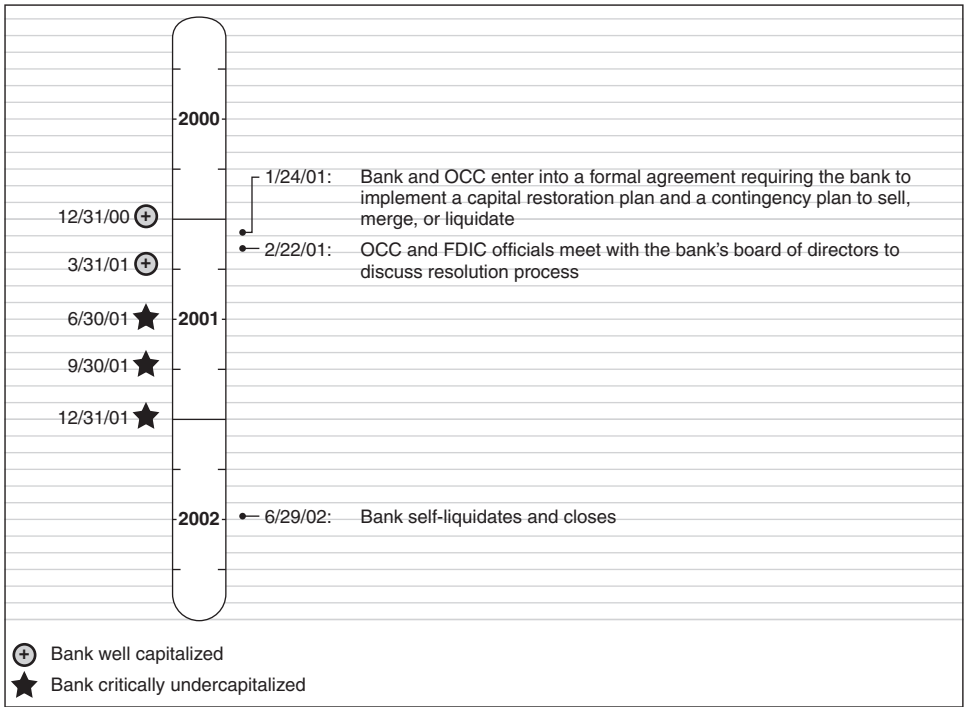 2000
1/24/01: Bank and OCC enter into a formal agreement requiring the bank to
implement a capital restoration plan and a contingency plan to sell,
merge, or liquidate
12/31/00
2/22/01: OCC and FDIC officials meet with the bank's board of directors to
discuss resolution process
3/31/01
6/30/01
2001
9/30/01
12/31/01
2002
6/29/02: Bank self-liquidates and closes
Bank well capitalized
Bank critically undercapitalized